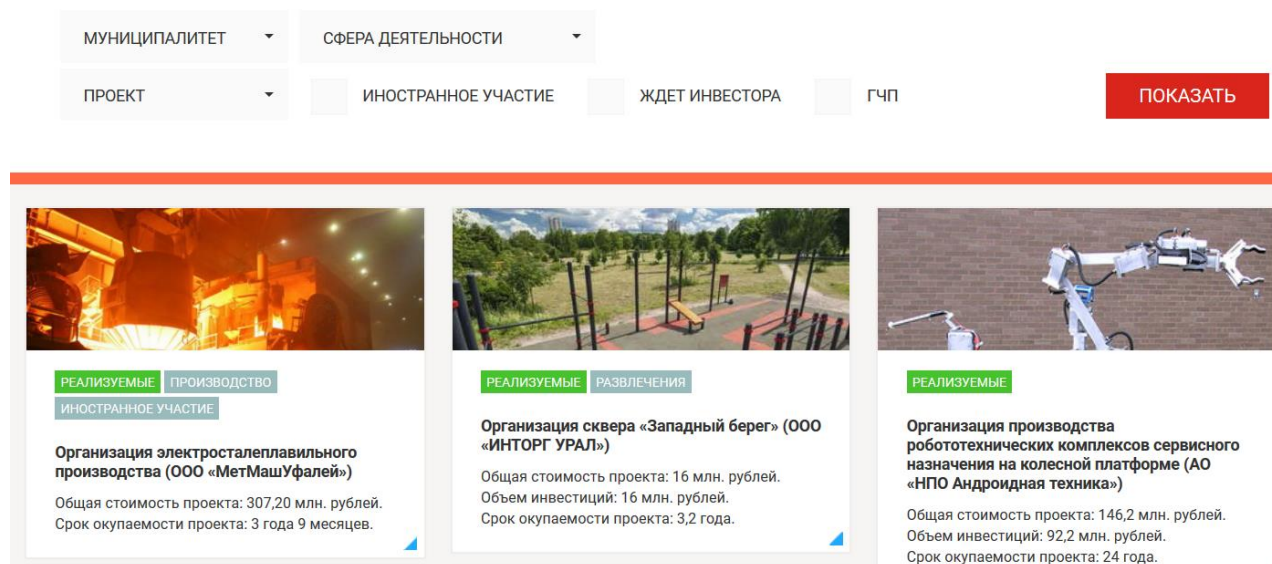 МУНИЦИПАЛИТЕТ
СФЕРА ДЕЯТЕЛЬНОСТИ
ПРОЕКТ
ИНОСТРАННОЕ УЧАСТИЕ
ЖДЕТ ИНВЕСТОРА
ГЧП
ПОКАЗАТЬ
РЕАЛИЗУЕМЫЕ
ПРОИЗВОДСТВО
ИНОСТРАННОЕ УЧАСТИЕ
Организация электросталеплавильного
производства (ООО «МетМашУфалей»)
Общая стоимость проекта: 307,20 млн. рублей.
Срок окупаемости проекта: 3 года 9 месяцев.
РЕАЛИЗУЕМЫЕ
РАЗВЛЕЧЕНИЯ
Организация сквера «Западный берег» (ООО
«ИНТОРГ УРАЛ»)
Общая стоимость проекта: 16 млн. рублей.
Объем инвестиций: 16 млн. рублей.
Срок окупаемости проекта: 3,2 года.
РЕАЛИЗУЕМЫЕ
Организация производства
робототехнических комплексов сервисного
назначения на колесной платформе (АО
«НПО Андроидная техника»)
Общая стоимость проекта: 146,2 млн. рублей.
Объем инвестиций: 92,2 млн. рублей.
Срок окупаемости проекта: 24 года.